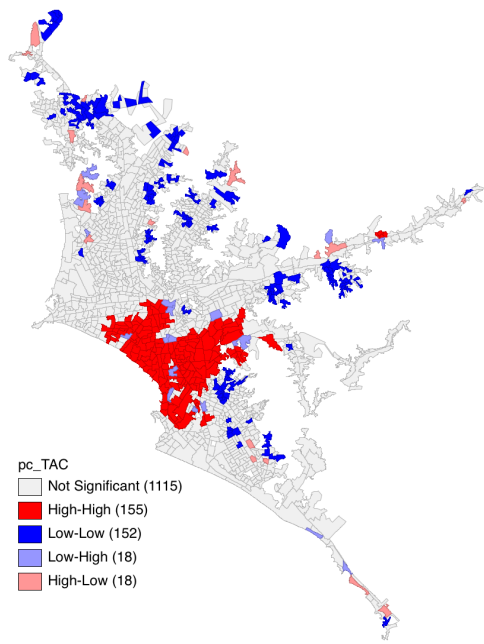 pc_TAC
Not Significant (1115)
High-High (155)
Low-Low (152)
Low-High (18)
High-Low (18)